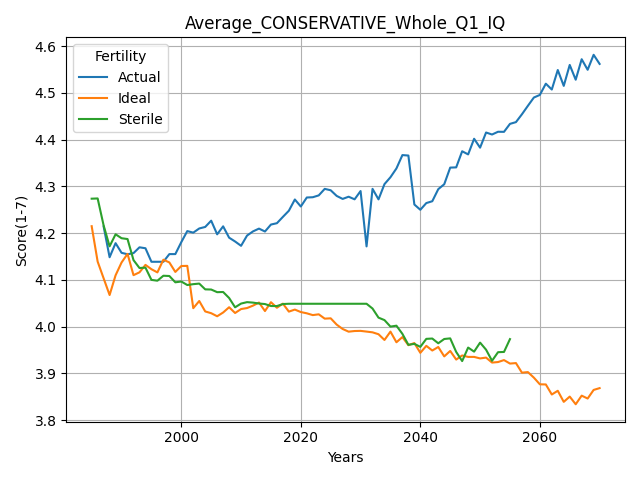 Average_CONSERVATIVE_Whole_Q1_IQ
Fertility
Actual
Ideal
Sterile
Score(1-7)
4.6
4.5
4.4
4.3
4.2
4.1
4.0
3.9
3.8
2000
2020
2040
2060
Years